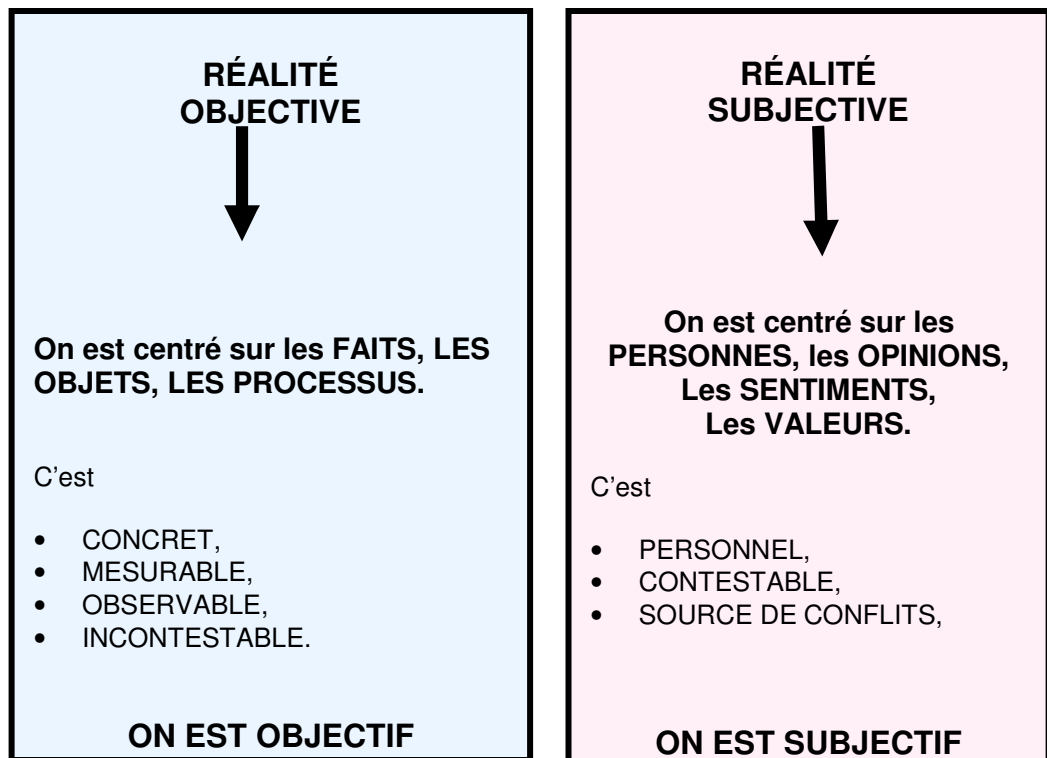 RÉALITÉ
OBJECTIVE
On est centré sur les FAITS, LES
OBJETS, LES PROCESSUS.
C’est
• CONCRET,
• MESURABLE,
• OBSERVABLE,
• INCONTESTABLE.
ON EST OBJECTIF
RÉALITÉ
SUBJECTIVE
On est centré sur les
PERSONNES, les OPINIONS,
Les SENTIMENTS,
Les VALEURS.
C’est
• PERSONNEL,
• CONTESTABLE,
• SOURCE DE CONFLITS,
ON EST SUBJECTIF